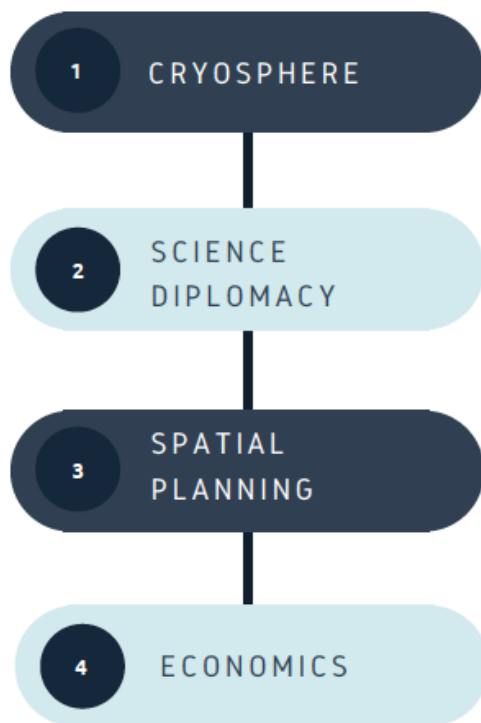 1
CRYOSPHERE
2
SCIENCE
DIPLOMACY
3
SPATIAL
PLANNING
4
ECONOMICS